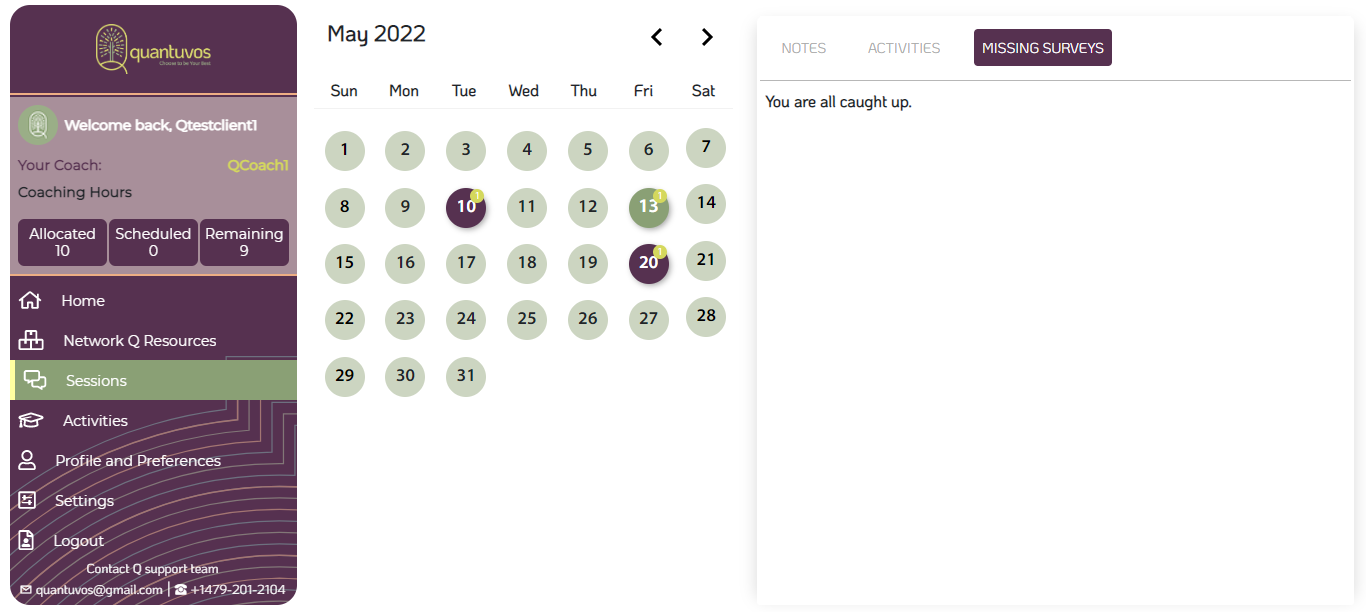 quantuvos
Choose to be Your Best
Welcome back, Qtestclient1
Your Coach: QCoach1
Coaching Hours
Allocated Scheduled Remaining
10 0 9
Home
Network Q Resources
Sessions
Activities
Profile and Preferences
Settings
Logout
Contact Q support team
quantuvos@gmail.com | +1479-201-2104
May 2022
Sun Mon Tue Wed Thu Fri Sat
1 2 3 4 5 6 7
8 9 10 1 11 12 13 1 14
15 16 17 18 19 20 1 21
22 23 24 25 26 27 28
29 30 31
NOTES ACTIVITIES MISSING SURVEYS
You are all caught up.